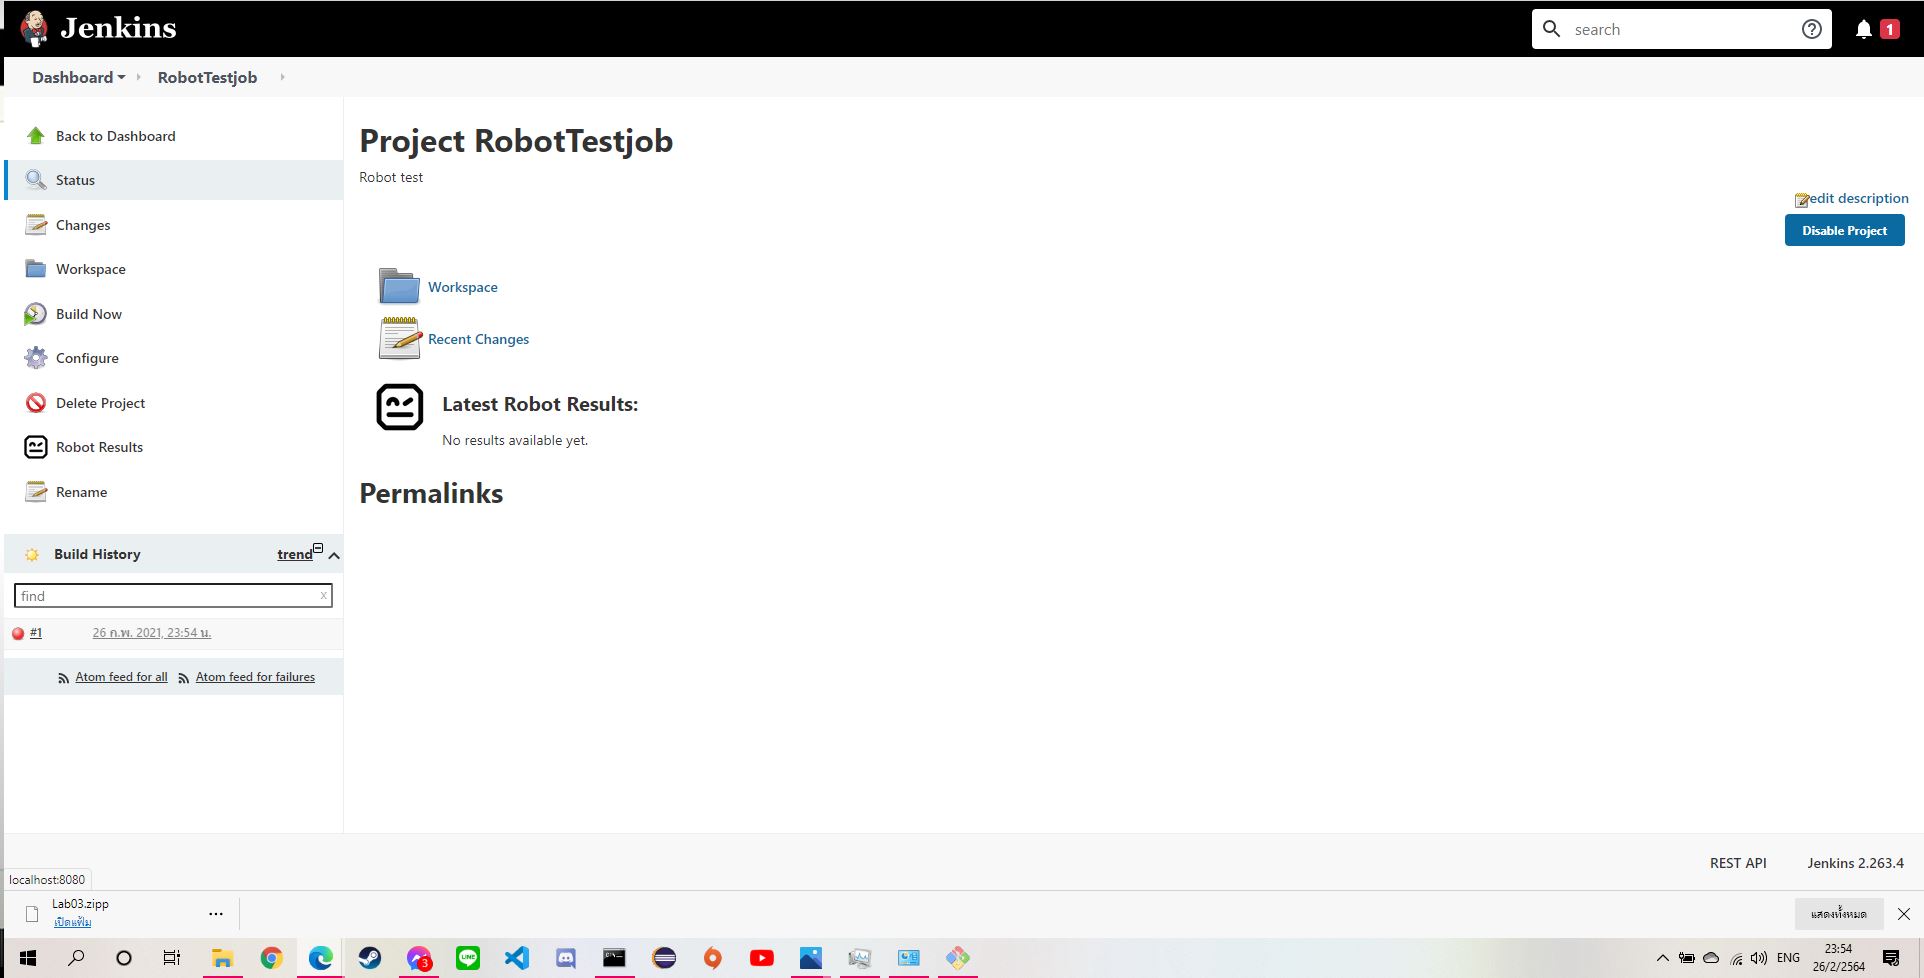 Jenkins
search
1
Dashboard
RobotTestjob
Back to Dashboard
Status
Changes
Workspace
Build Now
Configure
Delete Project
Robot Results
Rename
Build History
trend
find
x
#1
26 ก.พ. 2021, 23:54 น.
Atom feed for all
Atom feed for failures
Project RobotTestjob
Robot test
edit description
Disable Project
Workspace
Recent Changes
Latest Robot Results:
No results available yet.
Permalinks
REST API
Jenkins 2.263.4
localhost:8080
Lab03.zipp
เปิดแฟ้ม
...
แสดงทั้งหมด
3
LINE
ENG
23:54
26/2/2564